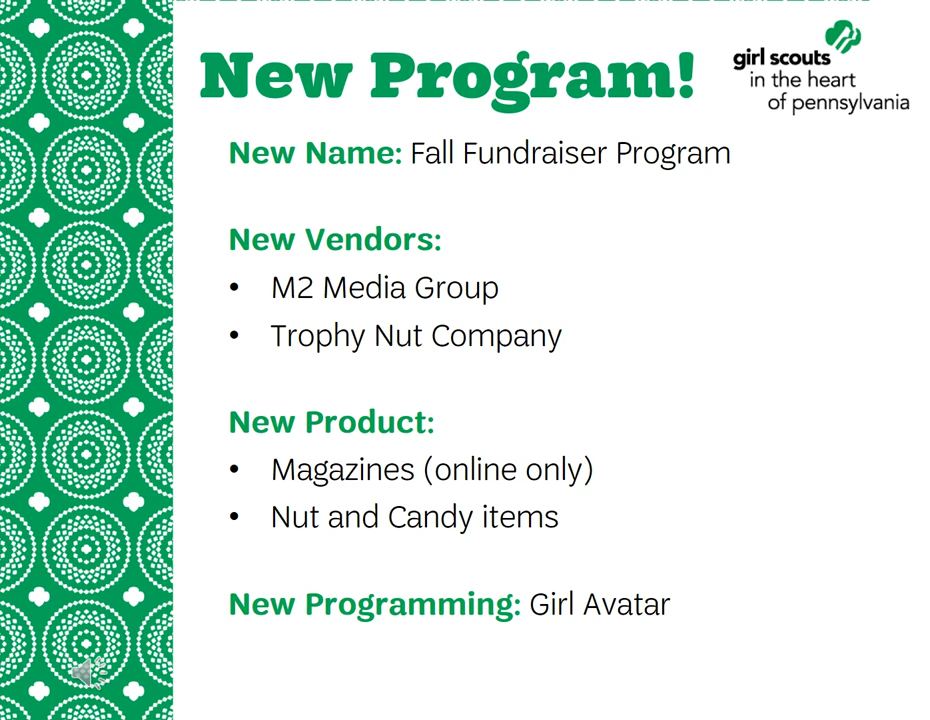 New Program!
girl scouts
in the heart
of pennsylvania
New Name: Fall Fundraiser Program
New Vendors:
• M2 Media Group
• Trophy Nut Company
New Product:
• Magazines (online only)
• Nut and Candy items
New Programming: Girl Avatar